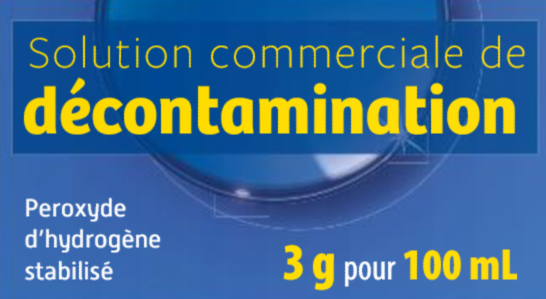 Solution commerciale de
décontamination
Peroxyde
d'hydrogène
stabilisé
3 g pour 100 mL